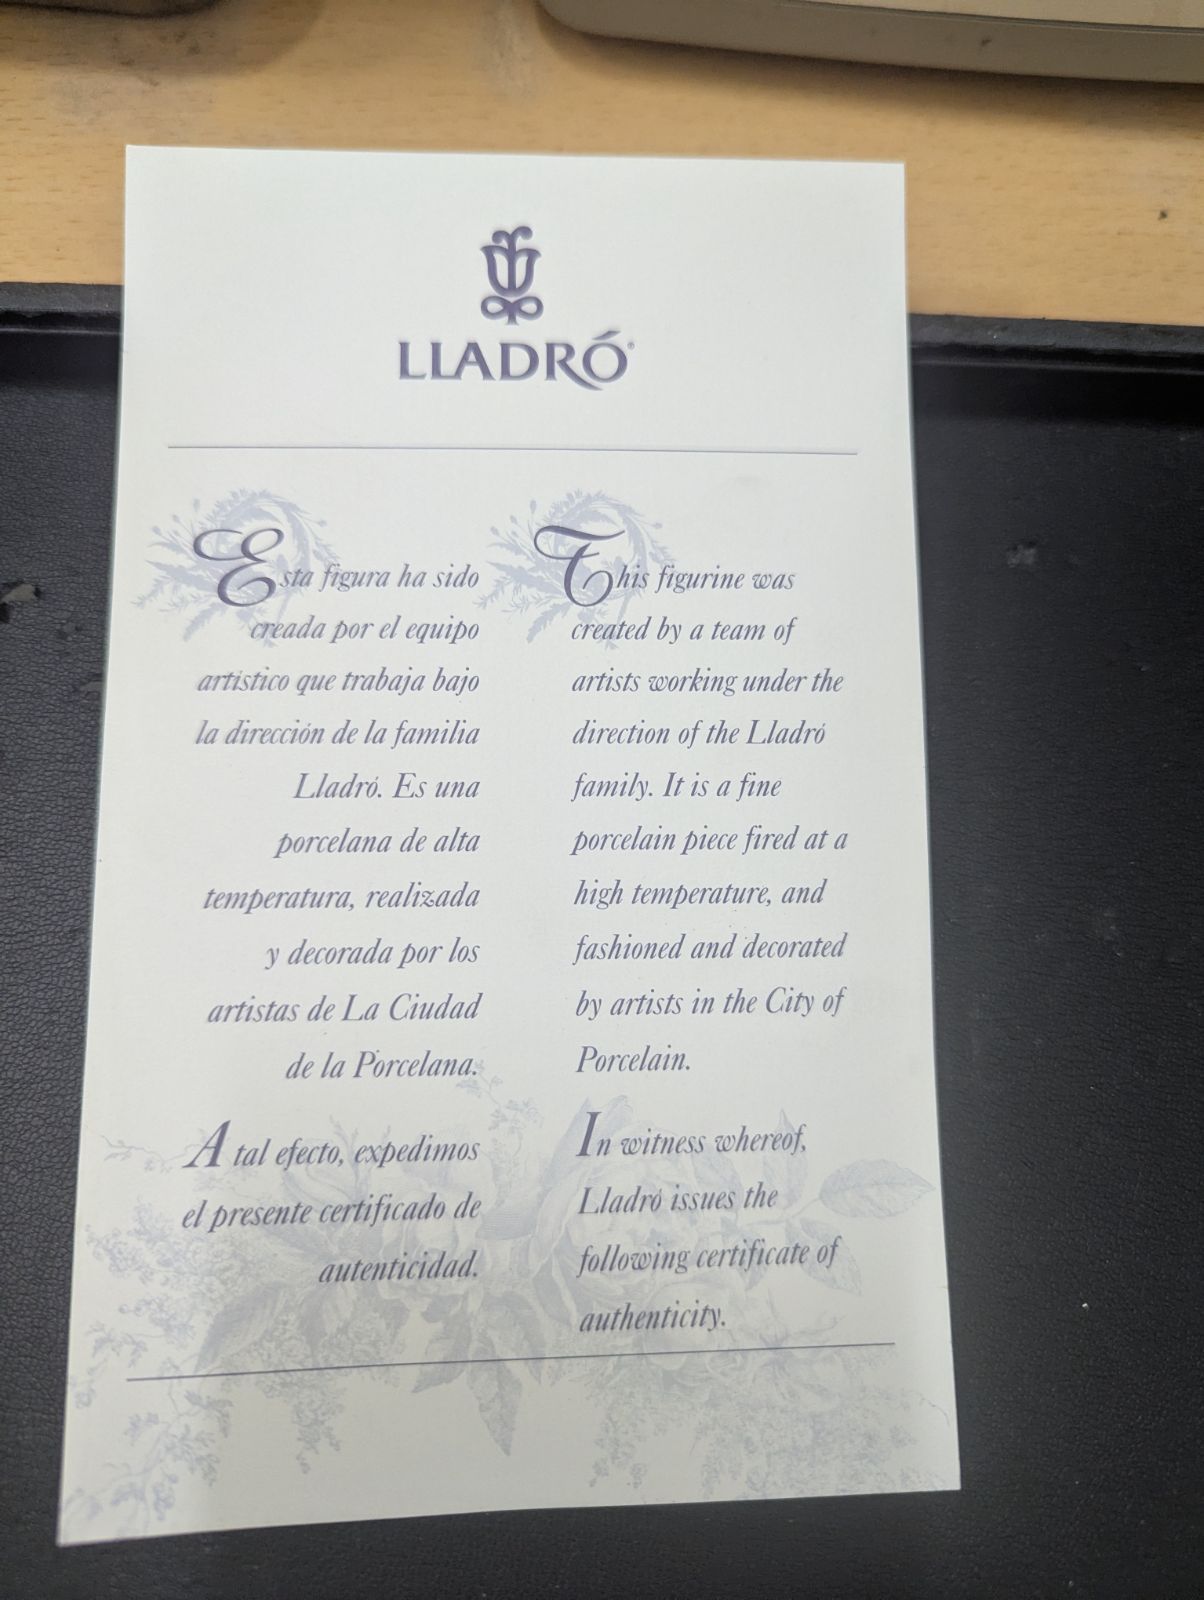 LLADRÓ®
Esta figura ha sido
creada por el equipo
artístico que trabaja bajo
la dirección de la familia
Lladró. Es una
porcelana de alta
temperatura, realizada
y decorada por los
artistas de La Ciudad
de la Porcelana.
A tal efecto, expedimos
el presente certificado de
autenticidad.
This figurine was
created by a team of
artists working under the
direction of the Lladró
family. It is a fine
porcelain piece fired at a
high temperature, and
fashioned and decorated
by artists in the City of
Porcelain.
In witness whereof,
Lladró issues the
following certificate of
authenticity.